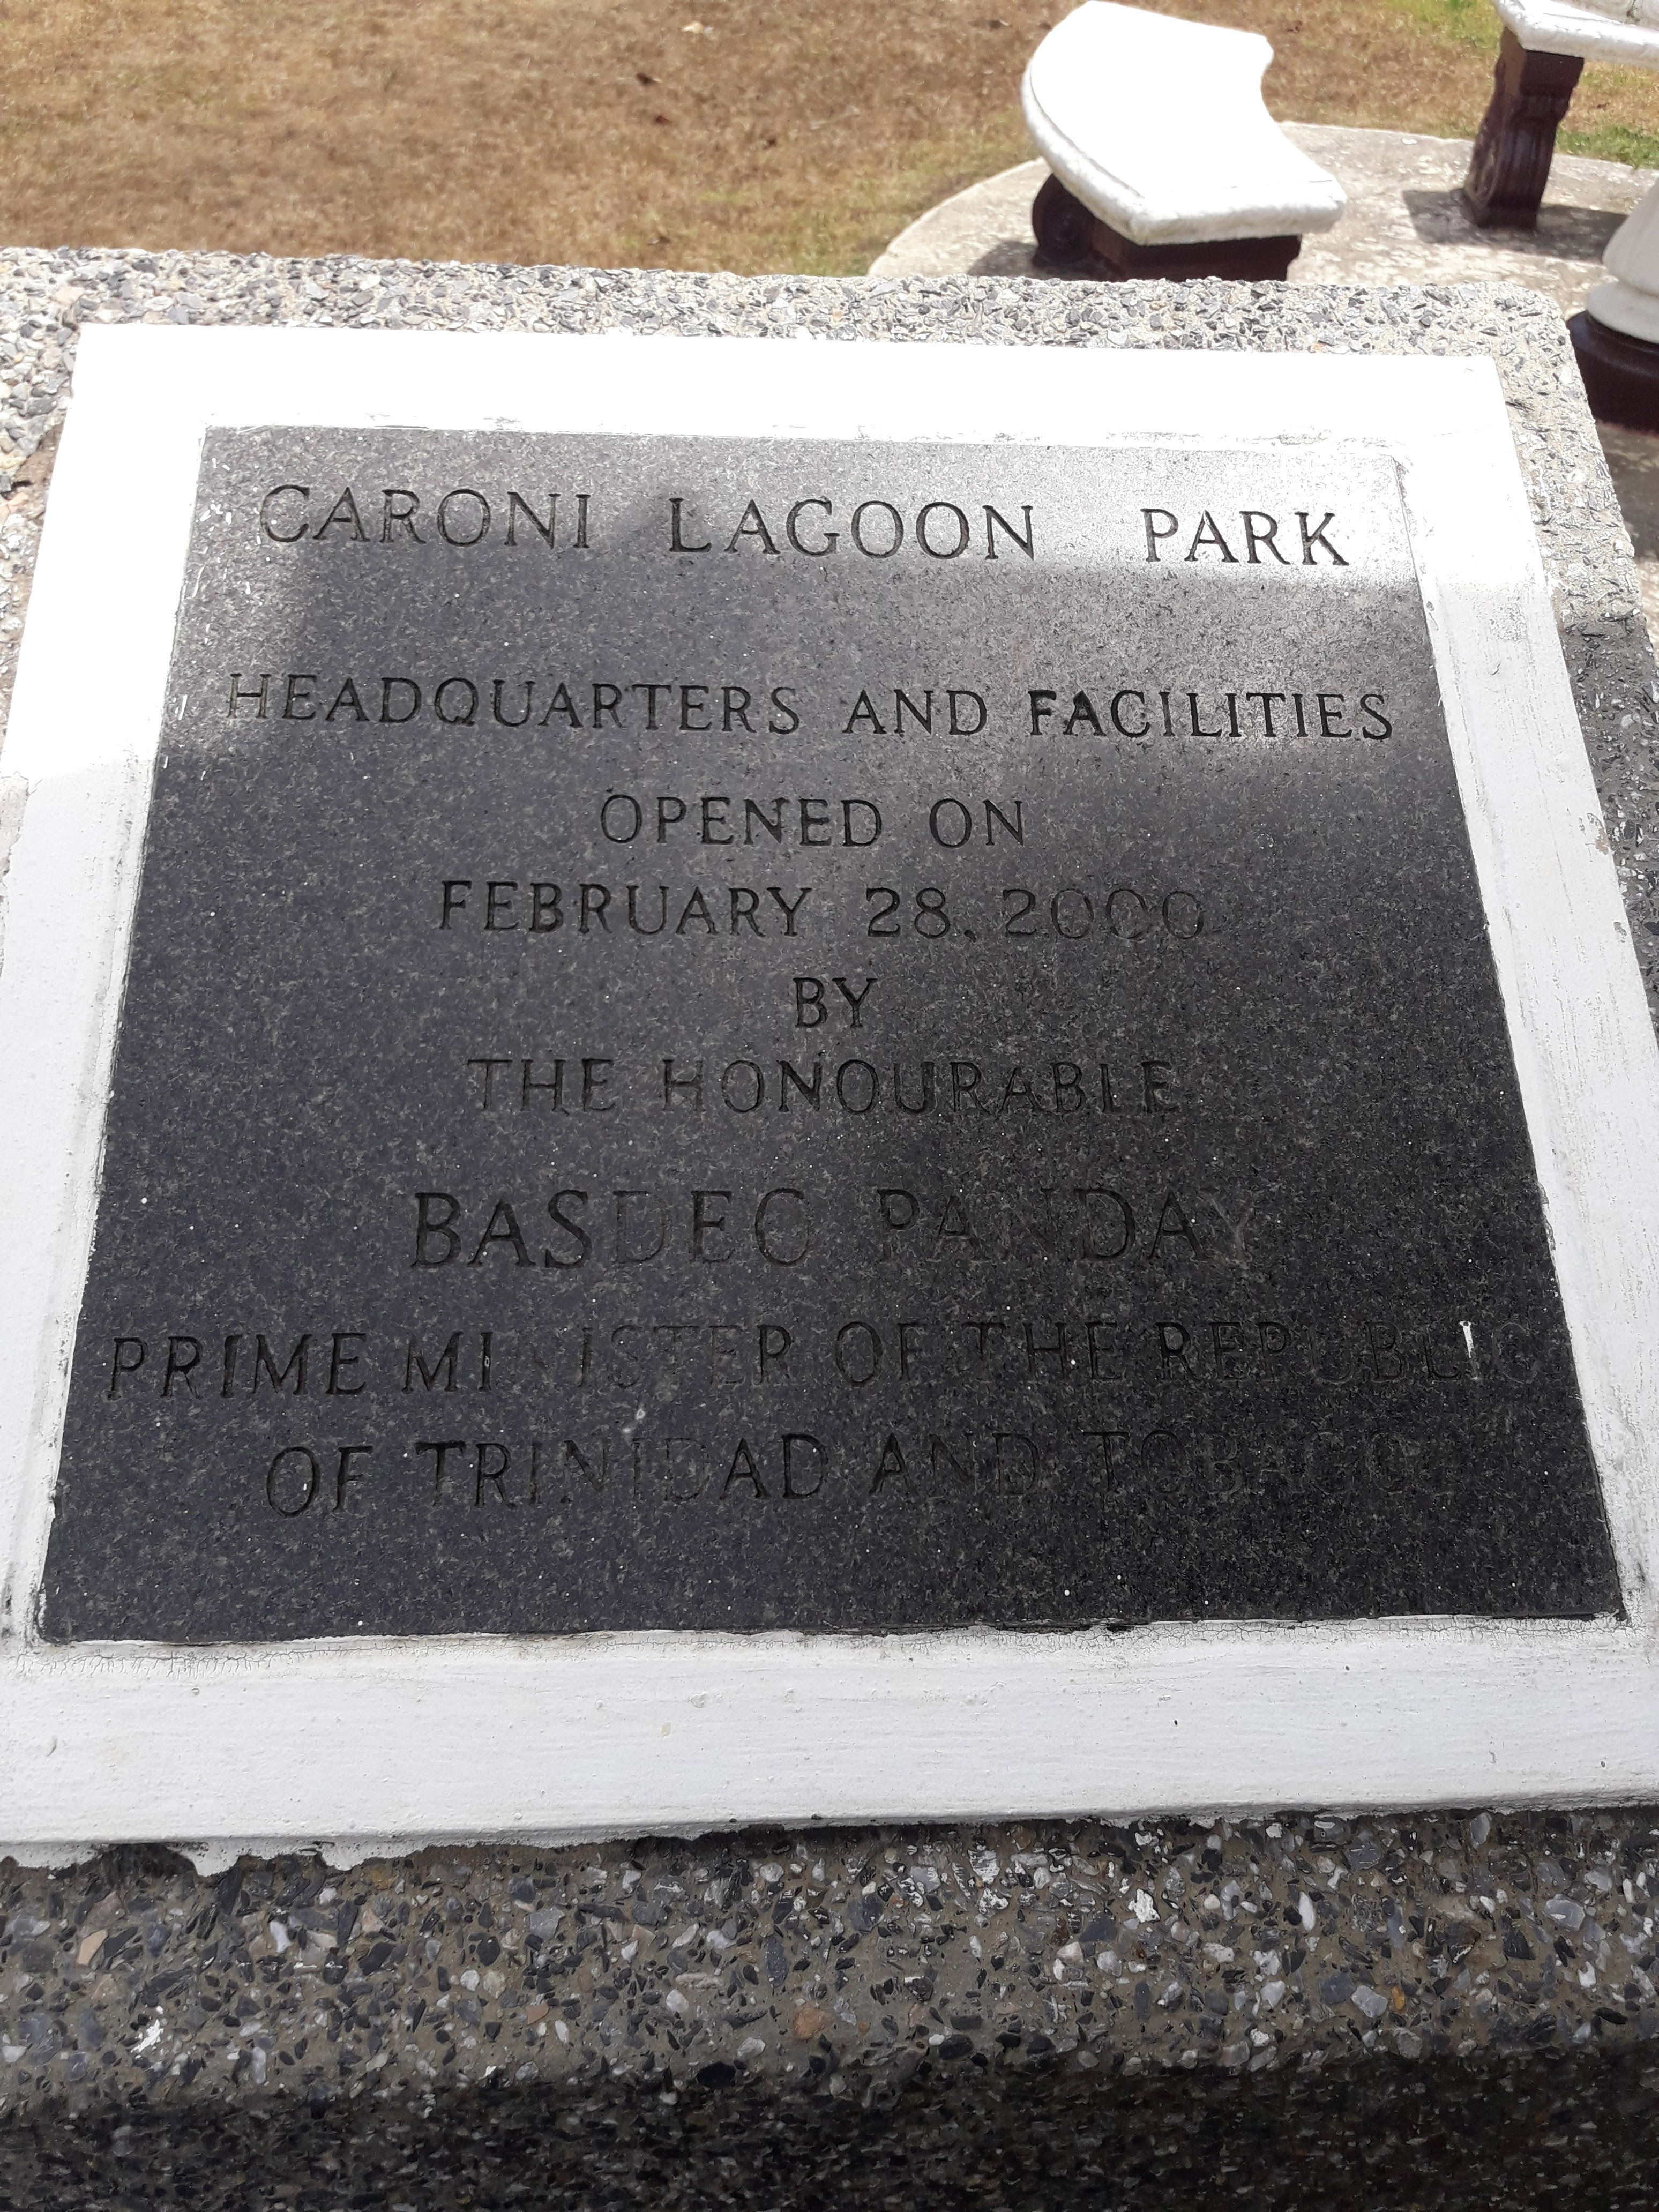 CARONI LAGOON PARK
HEADQUARTERS AND FACILITIES
OPENED ON
FEBRUARY 28, 2000
BY
THE HONOURABLE
BASDEO PANDAY
PRIME MINISTER OF THE REPUBLIC
OF TRINIDAD AND TOBAGO